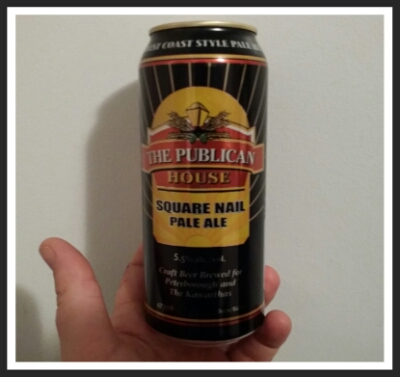 COAST STYLE PALE
THE PUBLICAN
HOUSE
SQUARE NAIL
PALE ALE
Craft Beer Brewed for
Peterborough and
The Kawarthas